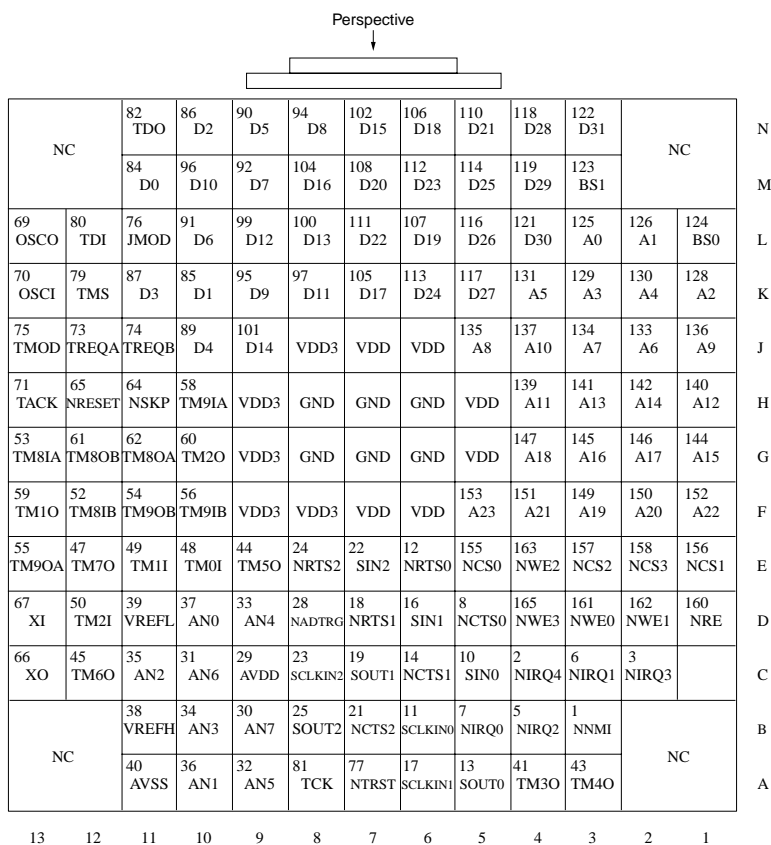 Perspective
82 86 90 94 102 106 110 118 122
TDO D2 D5 D8 D15 D18 D21 D28 D31 N
NC NC
84 96 92 104 108 112 114 119 123
D0 D10 D7 D16 D20 D23 D25 D29 BS1 M
69 80 76 91 99 100 111 107 116 121 125 126 124
OSCO TDI JMOD D6 D12 D13 D22 D19 D26 D30 A0 A1 BS0 L
70 79 87 85 95 97 105 113 117 131 129 130 128
OSCI TMS D3 D1 D9 D11 D17 D24 D27 A5 A3 A4 A2 K
75 73 74 89 101 135 137 134 133 136
TMOD TREQA TREQB D4 D14 VDD3 VDD VDD A8 A10 A7 A6 A9 J
71 65 64 58 139 141 142 140
TACK NRESET NSKP TM9IA VDD3 GND GND GND VDD A11 A13 A14 A12 H
53 61 62 60 147 145 146 144
TM8IA TM8OB TM8OA TM2O VDD3 GND GND GND VDD A18 A16 A17 A15 G
59 52 54 56 153 151 149 150 152
TM1O TM8IB TM9OB TM9IB VDD3 VDD3 VDD VDD A23 A21 A19 A20 A22 F
55 47 49 48 44 24 22 12 155 163 157 158 156
TM9OA TM7O TM1I TM0I TM5O NRTS2 SIN2 NRTS0 NCS0 NWE2 NCS2 NCS3 NCS1 E
67 50 39 37 33 28 18 16 8 165 161 162 160
XI TM2I VREFL AN0 AN4 NADTRG NRTS1 SIN1 NCTS0 NWE3 NWE0 NWE1 NRE D
66 45 35 31 29 23 19 14 10 2 6 3
XO TM6O AN2 AN6 AVDD SCLKIN2 SOUT1 NCTS1 SIN0 NIRQ4 NIRQ1 NIRQ3 C
38 34 30 25 21 11 7 5 1
VREFH AN3 AN7 SOUT2 NCTS2 SCLKIN0 NIRQ0 NIRQ2 NNMI B
NC NC
40 36 32 81 77 17 13 41 43
AVSS AN1 AN5 TCK NTRST SCLKIN1 SOUT0 TM3O TM4O A
13 12 11 10 9 8 7 6 5 4 3 2 1